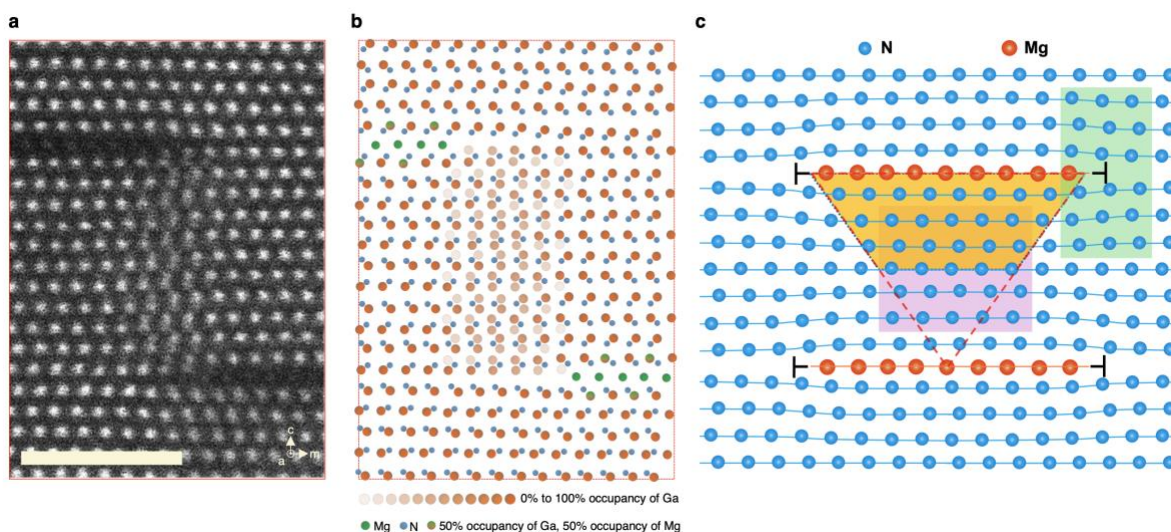 a
b
c
N
Mg
c
a
m
0% to 100% occupancy of Ga
Mg
N
50% occupancy of Ga, 50% occupancy of Mg